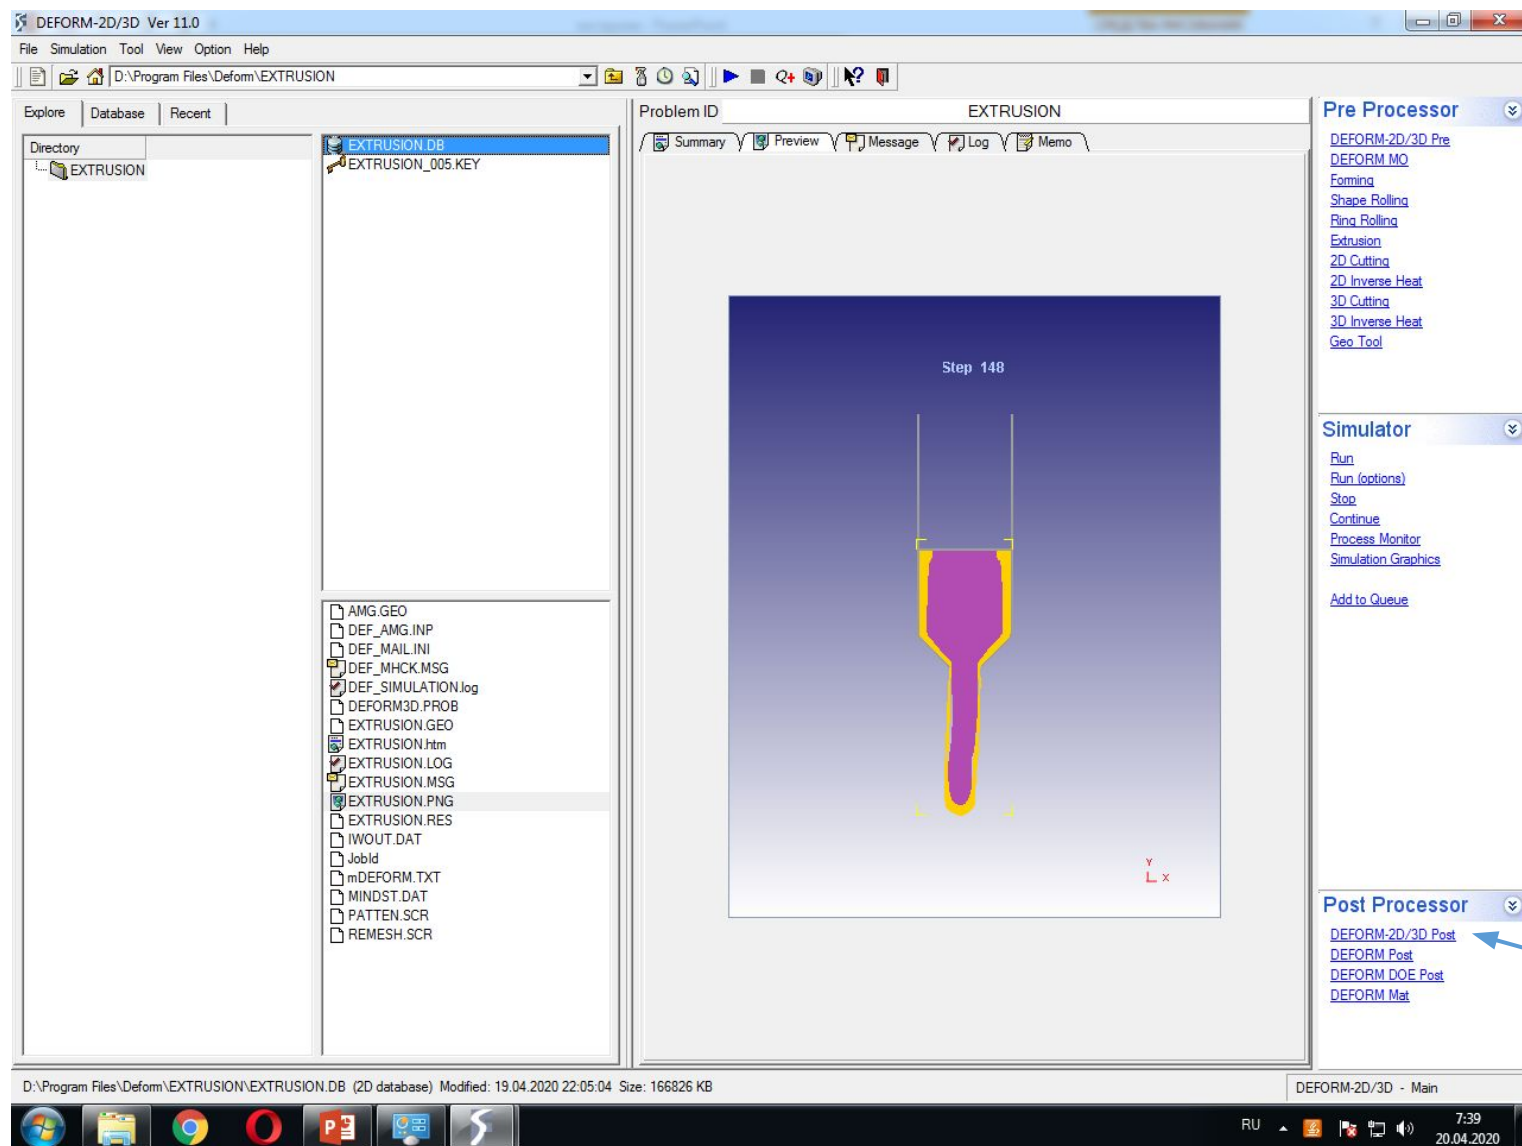 DEFORM-2D/3D Ver 11.0
File Simulation Tool View Option Help
D:\Program Files\Deform\EXTRUSION
Explore Database Recent
Directory
EXTRUSION
EXTRUSION.DB
EXTRUSION_005.KEY
AMG.GEO
DEF_AMG.INP
DEF_MAIL.INI
DEF_MHCK.MSG
DEF_SIMULATION.log
DEFORM3D.PROB
EXTRUSION.GEO
EXTRUSION.htm
EXTRUSION.LOG
EXTRUSION.MSG
EXTRUSION.PNG
EXTRUSION.RES
IWOUT.DAT
JobId
mDEFORM.TXT
MINDST.DAT
PATTEN.SCR
REMESH.SCR
Problem ID EXTRUSION
Summary Preview Message Log Memo
Step 148
Y
X
Pre Processor
DEFORM-2D/3D Pre
DEFORM MO
Forming
Shape Rolling
Ring Rolling
Extrusion
2D Cutting
2D Inverse Heat
3D Cutting
3D Inverse Heat
Geo Tool
Simulator
Run
Run (options)
Stop
Continue
Process Monitor
Simulation Graphics
Add to Queue
Post Processor
DEFORM-2D/3D Post
DEFORM Post
DEFORM DOE Post
DEFORM Mat
D:\Program Files\Deform\EXTRUSION\EXTRUSION.DB (2D database) Modified: 19.04.2020 22:05:04 Size: 166826 KB
DEFORM-2D/3D - Main
RU
7:39
20.04.2020